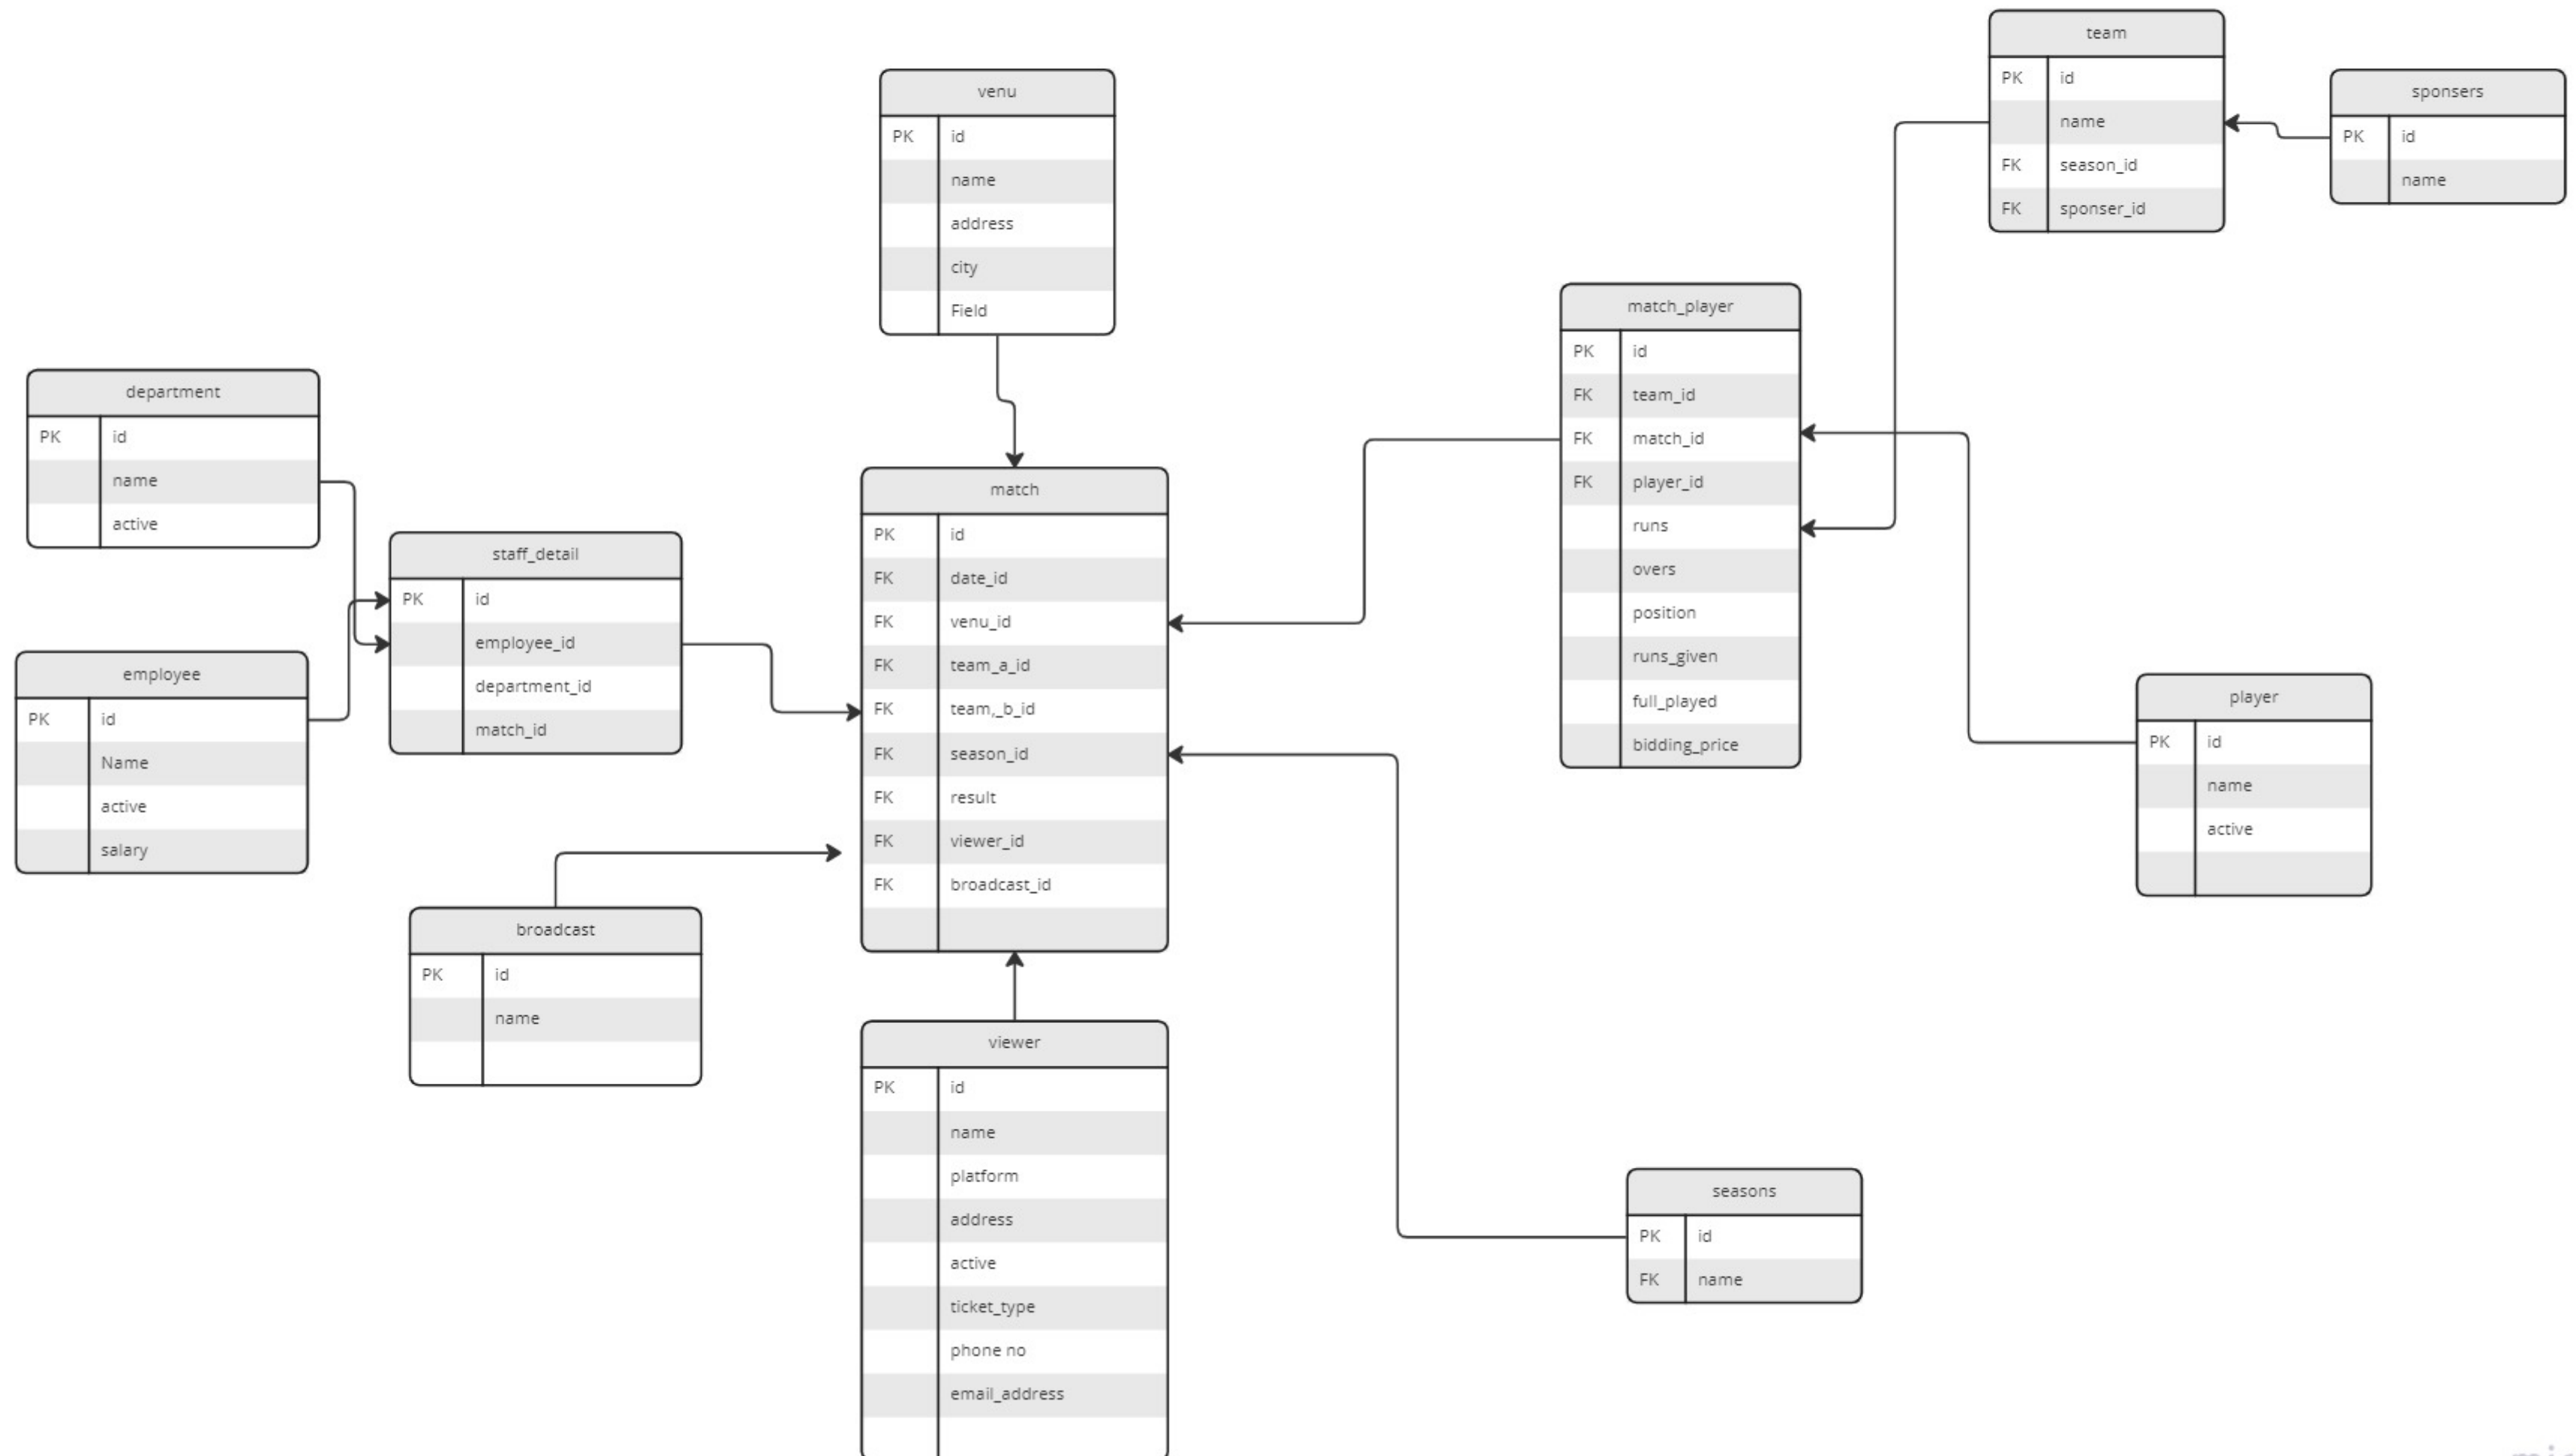 team
PK id
name
FK season_id
FK sponser_id
sponsers
PK id
name
venu
PK id
name
address
city
Field
match_player
PK id
FK team_id
FK match_id
FK player_id
runs
overs
position
runs_given
full_played
bidding_price
department
PK id
name
active
staff_detail
PK id
employee_id
department_id
match_id
employee
PK id
Name
active
salary
match
PK id
FK date_id
FK venu_id
FK team_a_id
FK team,_b_id
FK season_id
FK result
FK viewer_id
FK broadcast_id
player
PK id
name
active
broadcast
PK id
name
viewer
PK id
name
platform
address
active
ticket_type
phone no
email_address
seasons
PK id
FK name